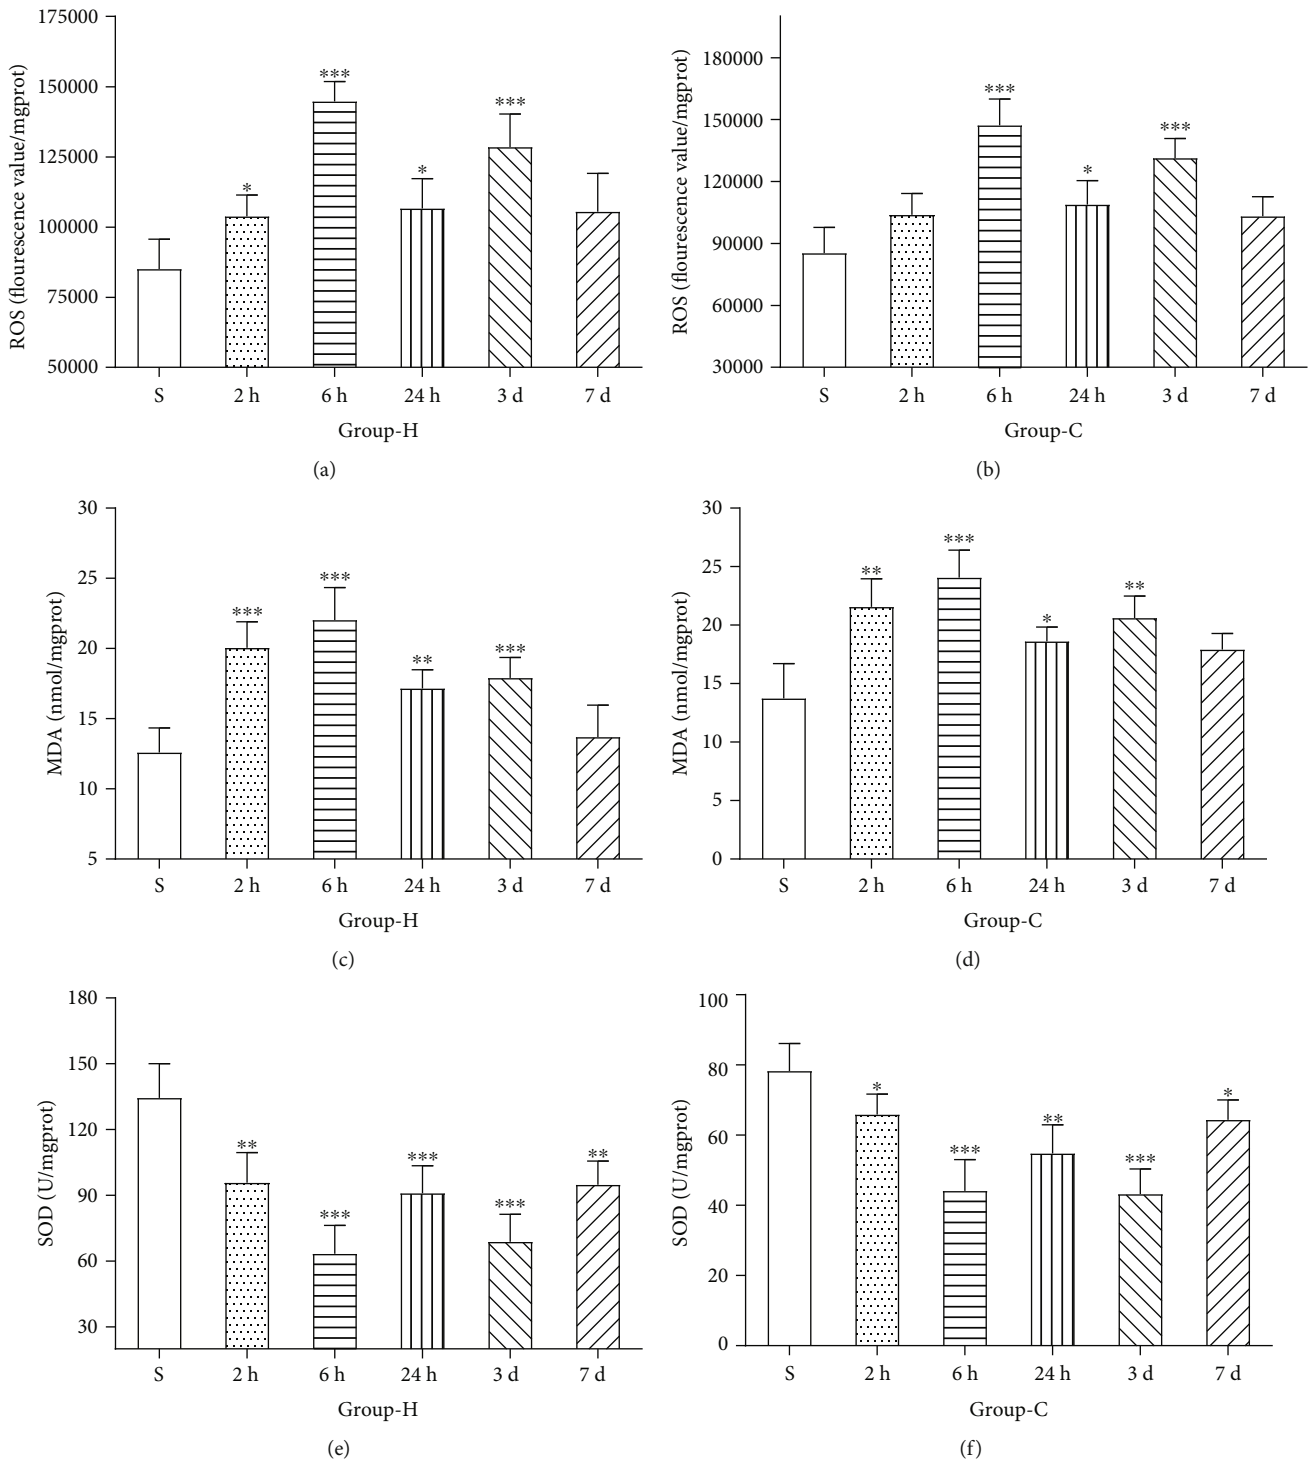 175000
150000
125000
100000
75000
50000
ROS (flourescence value/mgprot)
*
***
*
***
S 2 h 6 h 24 h 3 d 7 d
Group-H
(a)
180000
150000
120000
90000
60000
30000
ROS (flourescence value/mgprot)
***
*
***
S 2 h 6 h 24 h 3 d 7 d
Group-C
(b)
30
25
20
15
10
5
MDA (nmol/mgprot)
***
***
**
***
S 2 h 6 h 24 h 3 d 7 d
Group-H
(c)
30
25
20
15
10
5
0
MDA (nmol/mgprot)
**
***
*
**
S 2 h 6 h 24 h 3 d 7 d
Group-C
(d)
180
150
120
90
60
30
SOD (U/mgprot)
**
***
***
***
**
S 2 h 6 h 24 h 3 d 7 d
Group-H
(e)
100
80
60
40
20
0
SOD (U/mgprot)
*
***
**
***
*
S 2 h 6 h 24 h 3 d 7 d
Group-C
(f)